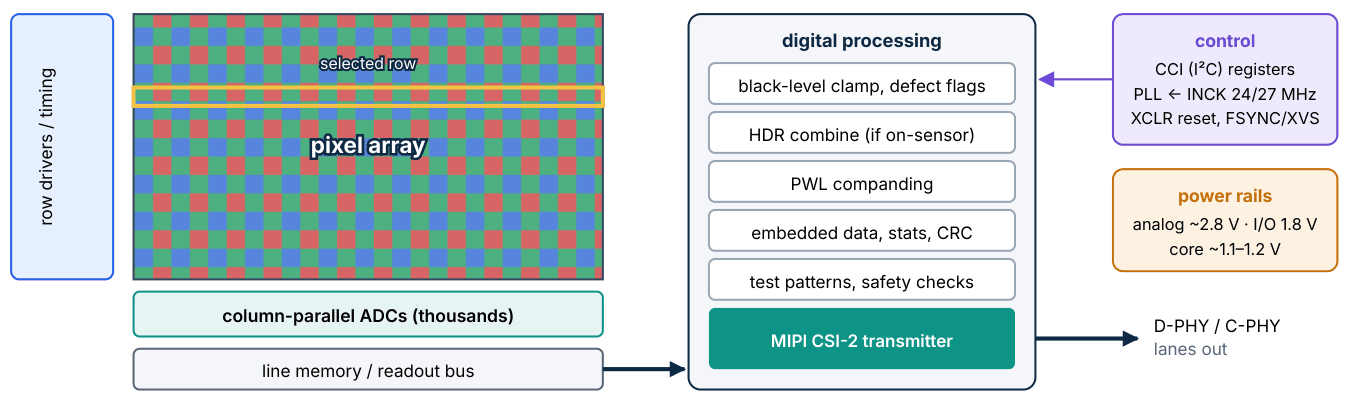 row drivers / timing
selected row
pixel array
column-parallel ADCs (thousands)
line memory / readout bus
digital processing
black-level clamp, defect flags
HDR combine (if on-sensor)
PWL companding
embedded data, stats, CRC
test patterns, safety checks
MIPI CSI-2 transmitter
control
CCI (I²C) registers
PLL ← INCK 24/27 MHz
XCLR reset, FSYNC/XVS
power rails
analog ~2.8 V · I/O 1.8 V
core ~1.1–1.2 V
D-PHY / C-PHY
lanes out